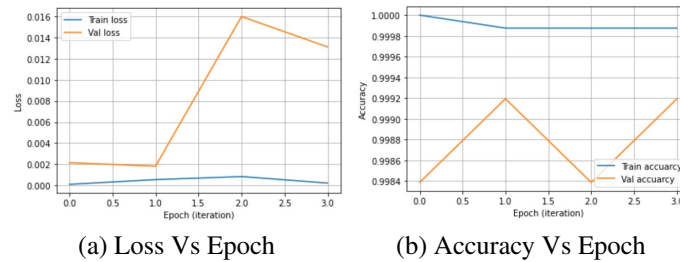 Train loss
Val loss
0.016
0.014
0.012
0.010
0.008
0.006
0.004
0.002
0.000
Loss
0.0 0.5 1.0 1.5 2.0 2.5 3.0
Epoch (iteration)
(a) Loss Vs Epoch
1.0000
0.9998
0.9996
0.9994
0.9992
0.9990
0.9988
0.9986
0.9984
Accuracy
Train accuarcy
Val accuarcy
0.0 0.5 1.0 1.5 2.0 2.5 3.0
Epoch (iteration)
(b) Accuracy Vs Epoch